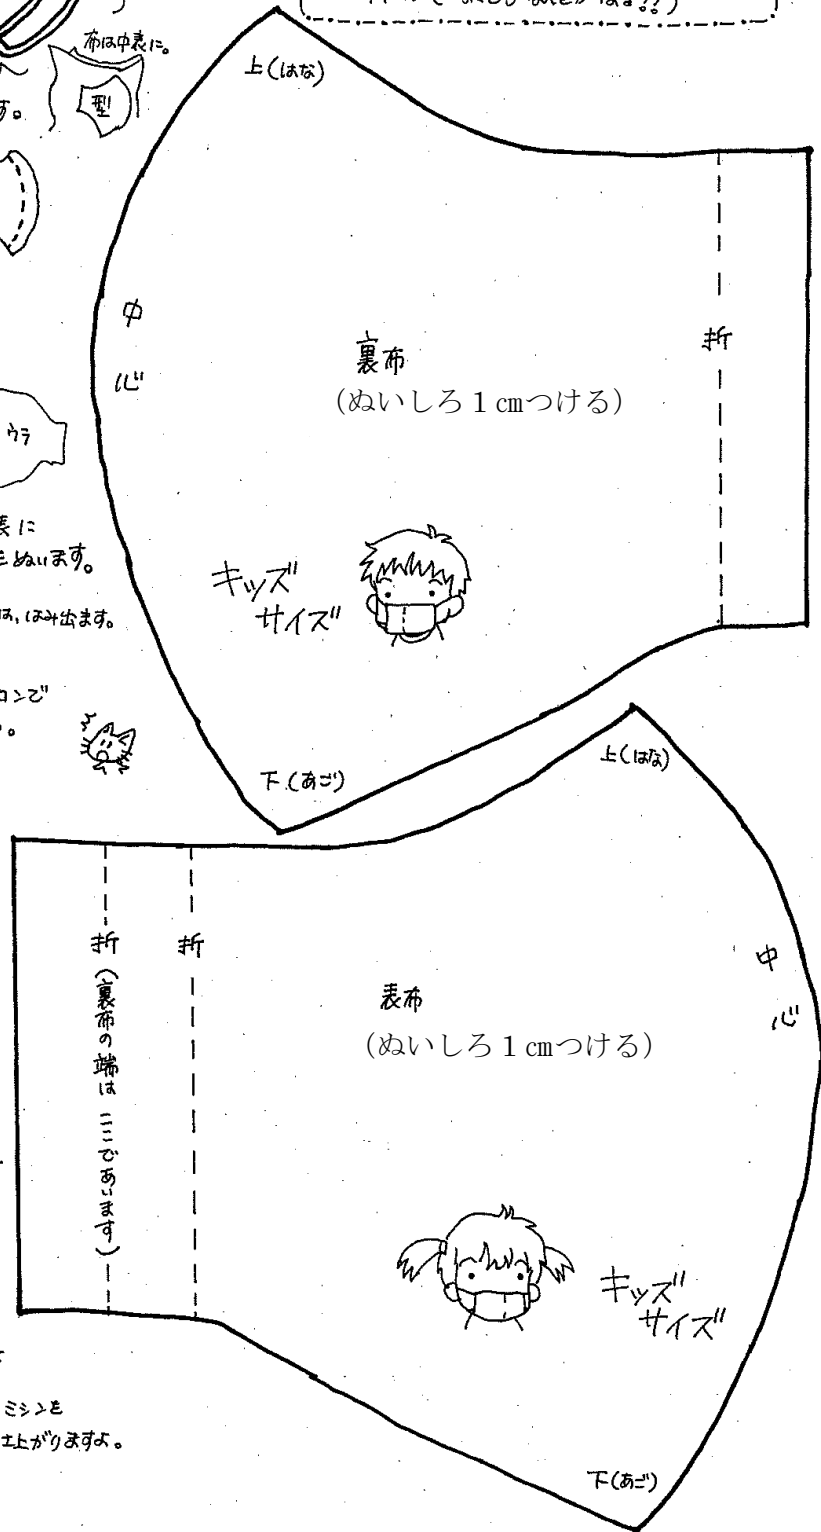 布は中表に。
型
す。
上(はな)
中心
裏布
(ぬいしろ1cmつける)
折
ウラ
表に
ぬいます。
はみ出ます。
キッズ
サイズ
下(あご)
上(はな)
折
折
(裏布の端はここであいます)
表布
(ぬいしろ1cmつける)
中心
キッズ
サイズ
ミシンを
仕上がりますよ。
下(あご)